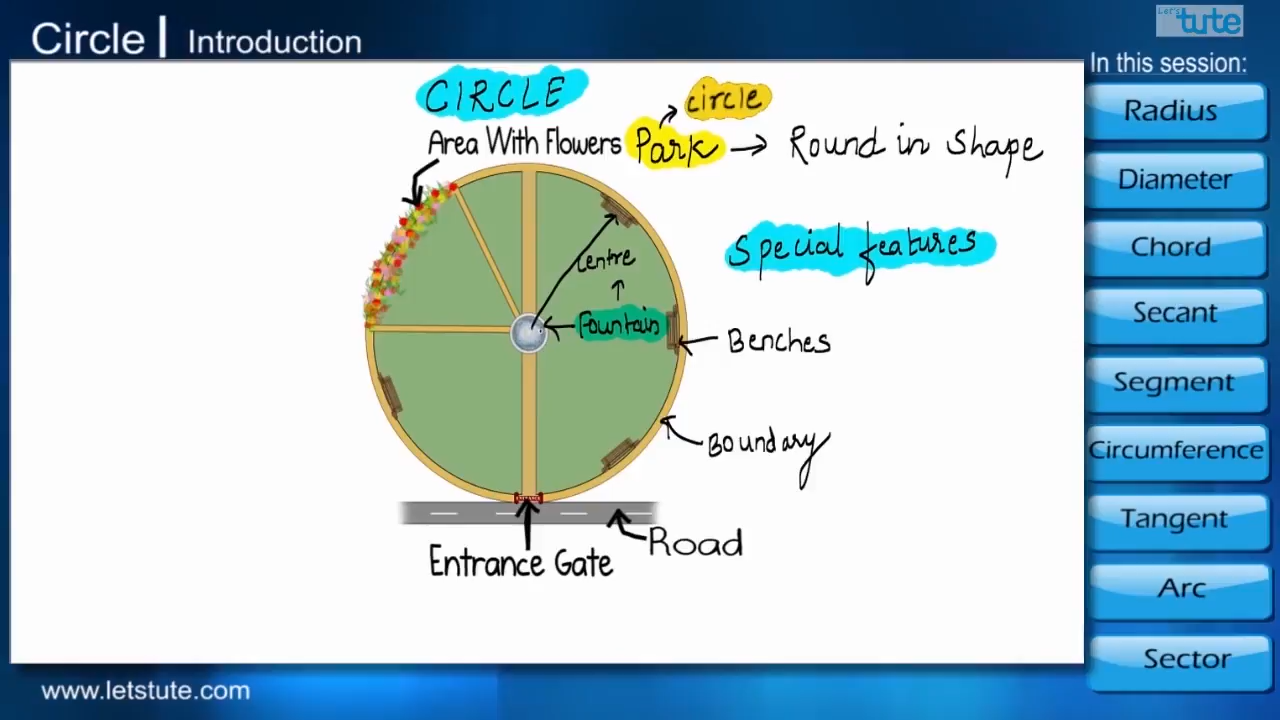 Circle | Introduction
Let's tute
In this session:
CIRCLE
circle
Area With Flowers Park → Round in Shape
Special features
centre
Fountain
Benches
Boundary
Road
Entrance Gate
Radius
Diameter
Chord
Secant
Segment
Circumference
Tangent
Arc
Sector
www.letstute.com